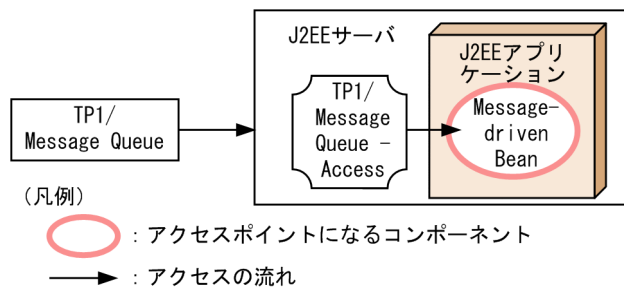 J2EEサーバ
J2EEアプリ
ケーション
TP1/
Message Queue
TP1/
Message
Queue -
Access
Message-
driven
Bean
(凡例)
：アクセスポイントになるコンポーネント
：アクセスの流れ